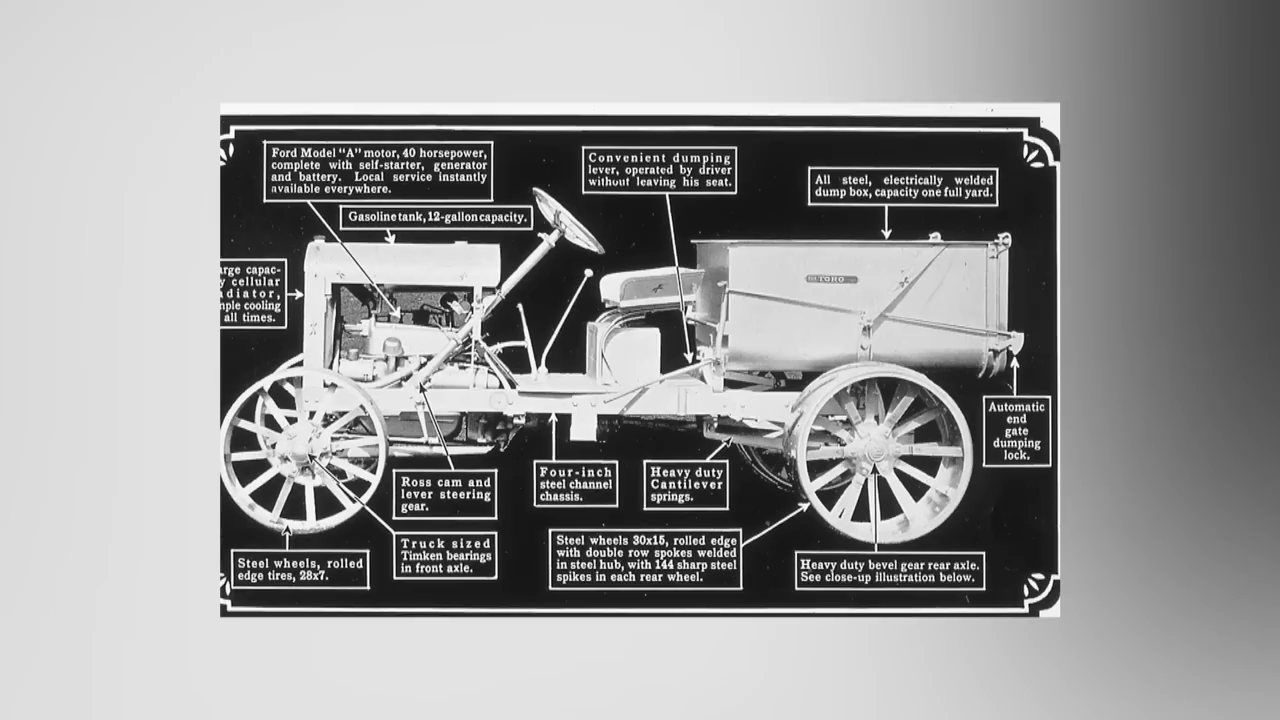 Ford Model "A" motor, 40 horsepower,
complete with self-starter, generator
and battery. Local service instantly
available everywhere.
Convenient dumping
lever, operated by driver
without leaving his seat.
All steel, electrically welded
dump box, capacity one full yard.
Gasoline tank, 12-gallon capacity.
arge capac-
y cellular
adiator,
mple cooling
all times.
TORO
Automatic
end
gate
dumping
lock.
Ross cam and
lever steering
gear.
Four-inch
steel channel
chassis.
Heavy duty
Cantilever
springs.
Steel wheels, rolled
edge tires, 28x7.
Truck sized
Timken bearings
in front axle.
Steel wheels 30x15, rolled edge
with double row spokes welded
in steel hub, with 144 sharp steel
spikes in each rear wheel.
Heavy duty bevel gear rear axle.
See close-up illustration below.